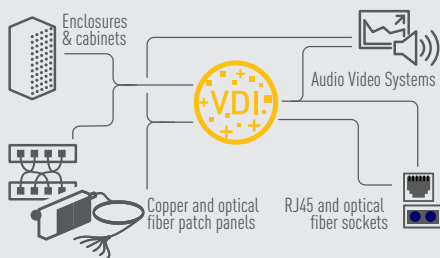 Enclosures
& cabinets
VDI
Audio Video Systems
Copper and optical
fiber patch panels
RJ45 and optical
fiber sockets